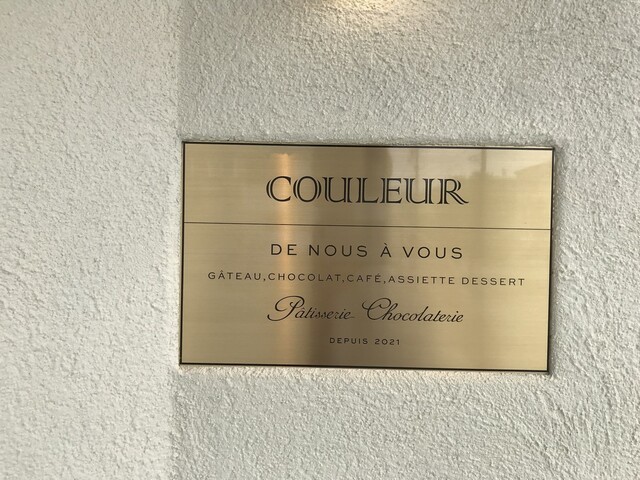 COULEUR
DE NOUS À VOUS
GÂTEAU,CHOCOLAT,CAFÉ,ASSIETTE DESSERT
Pâtisserie Chocolaterie
DEPUIS 2021